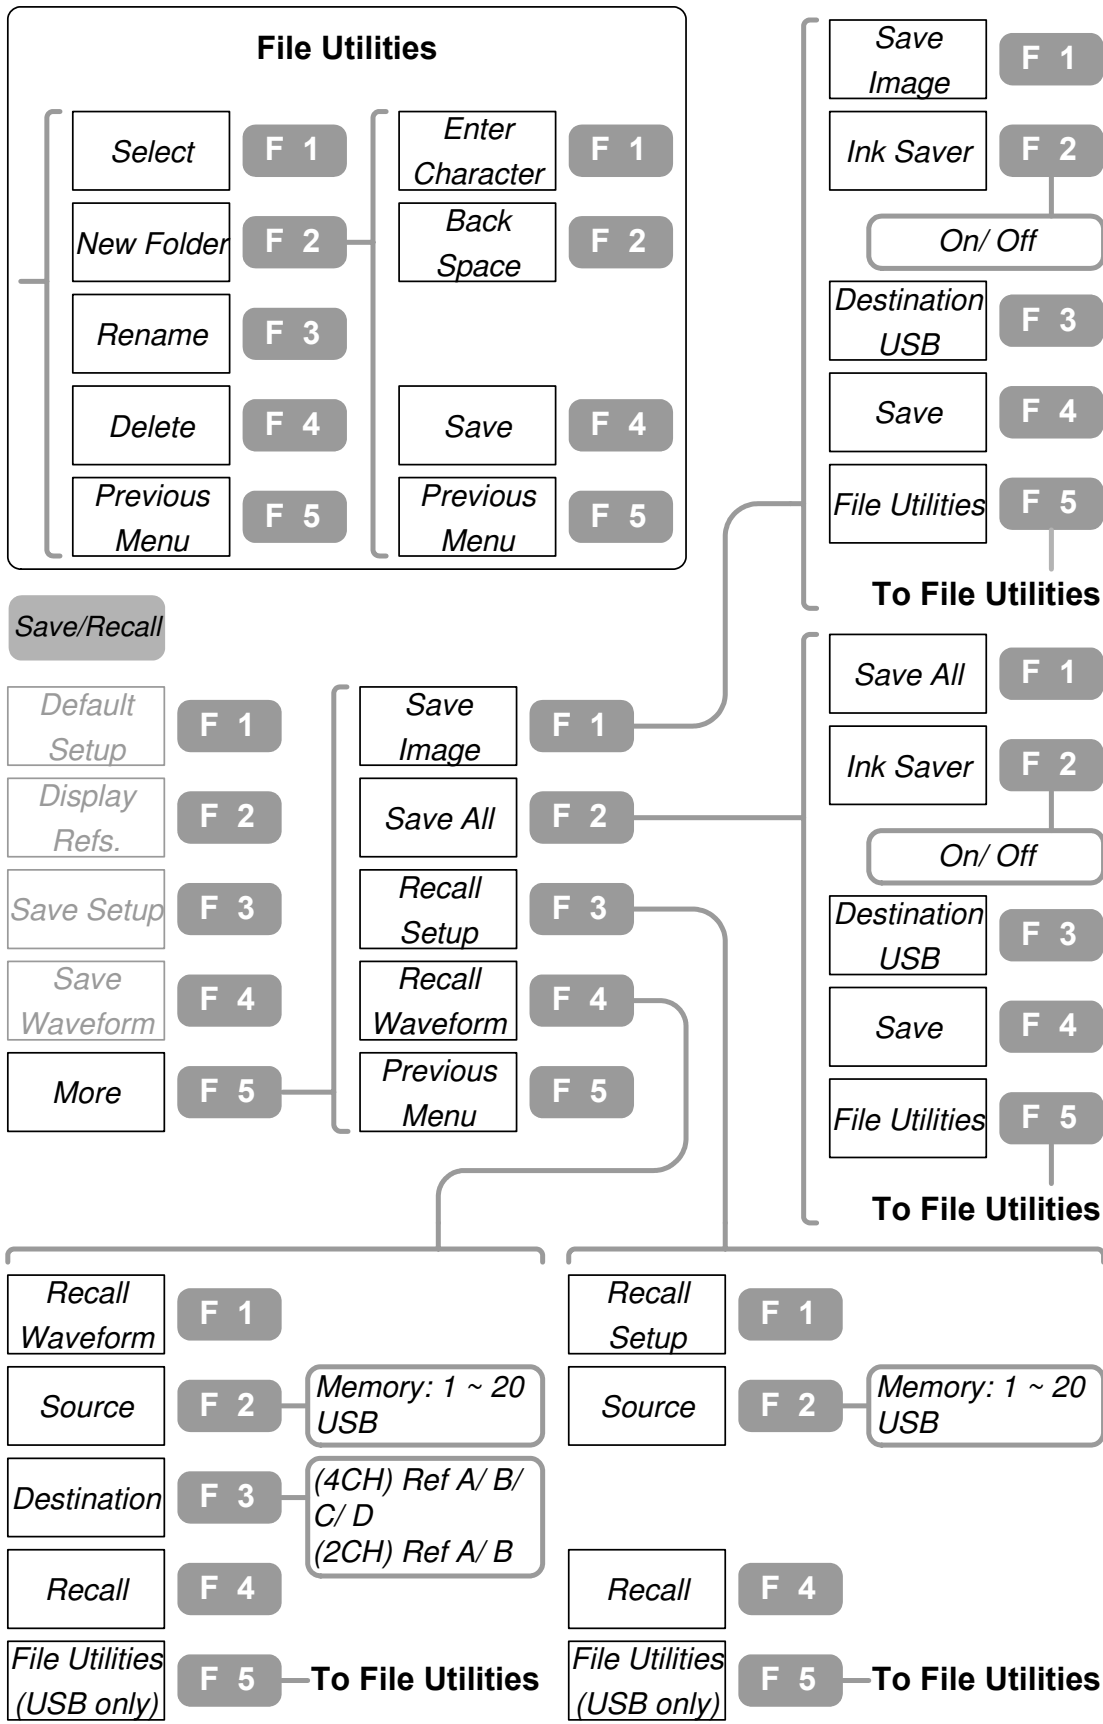 File Utilities
Select
F 1
New Folder
F 2
Rename
F 3
Delete
F 4
Previous
Menu
F 5
Enter
Character
F 1
Back
Space
F 2
Save
F 4
Previous
Menu
F 5
Save
Image
F 1
Ink Saver
F 2
On/ Off
Destination
USB
F 3
Save
F 4
File Utilities
F 5
To File Utilities
Save/Recall
Default
Setup
F 1
Display
Refs.
F 2
Save Setup
F 3
Save
Waveform
F 4
More
F 5
Save
Image
F 1
Save All
F 2
Recall
Setup
F 3
Recall
Waveform
F 4
Previous
Menu
F 5
Save All
F 1
Ink Saver
F 2
On/ Off
Destination
USB
F 3
Save
F 4
File Utilities
F 5
To File Utilities
Recall
Waveform
F 1
Source
F 2
Memory: 1 ~ 20
USB
Destination
F 3
(4CH) Ref A/ B/
C/ D
(2CH) Ref A/ B
Recall
F 4
File Utilities
(USB only)
F 5
To File Utilities
Recall
Setup
F 1
Source
F 2
Memory: 1 ~ 20
USB
Recall
F 4
File Utilities
(USB only)
F 5
To File Utilities